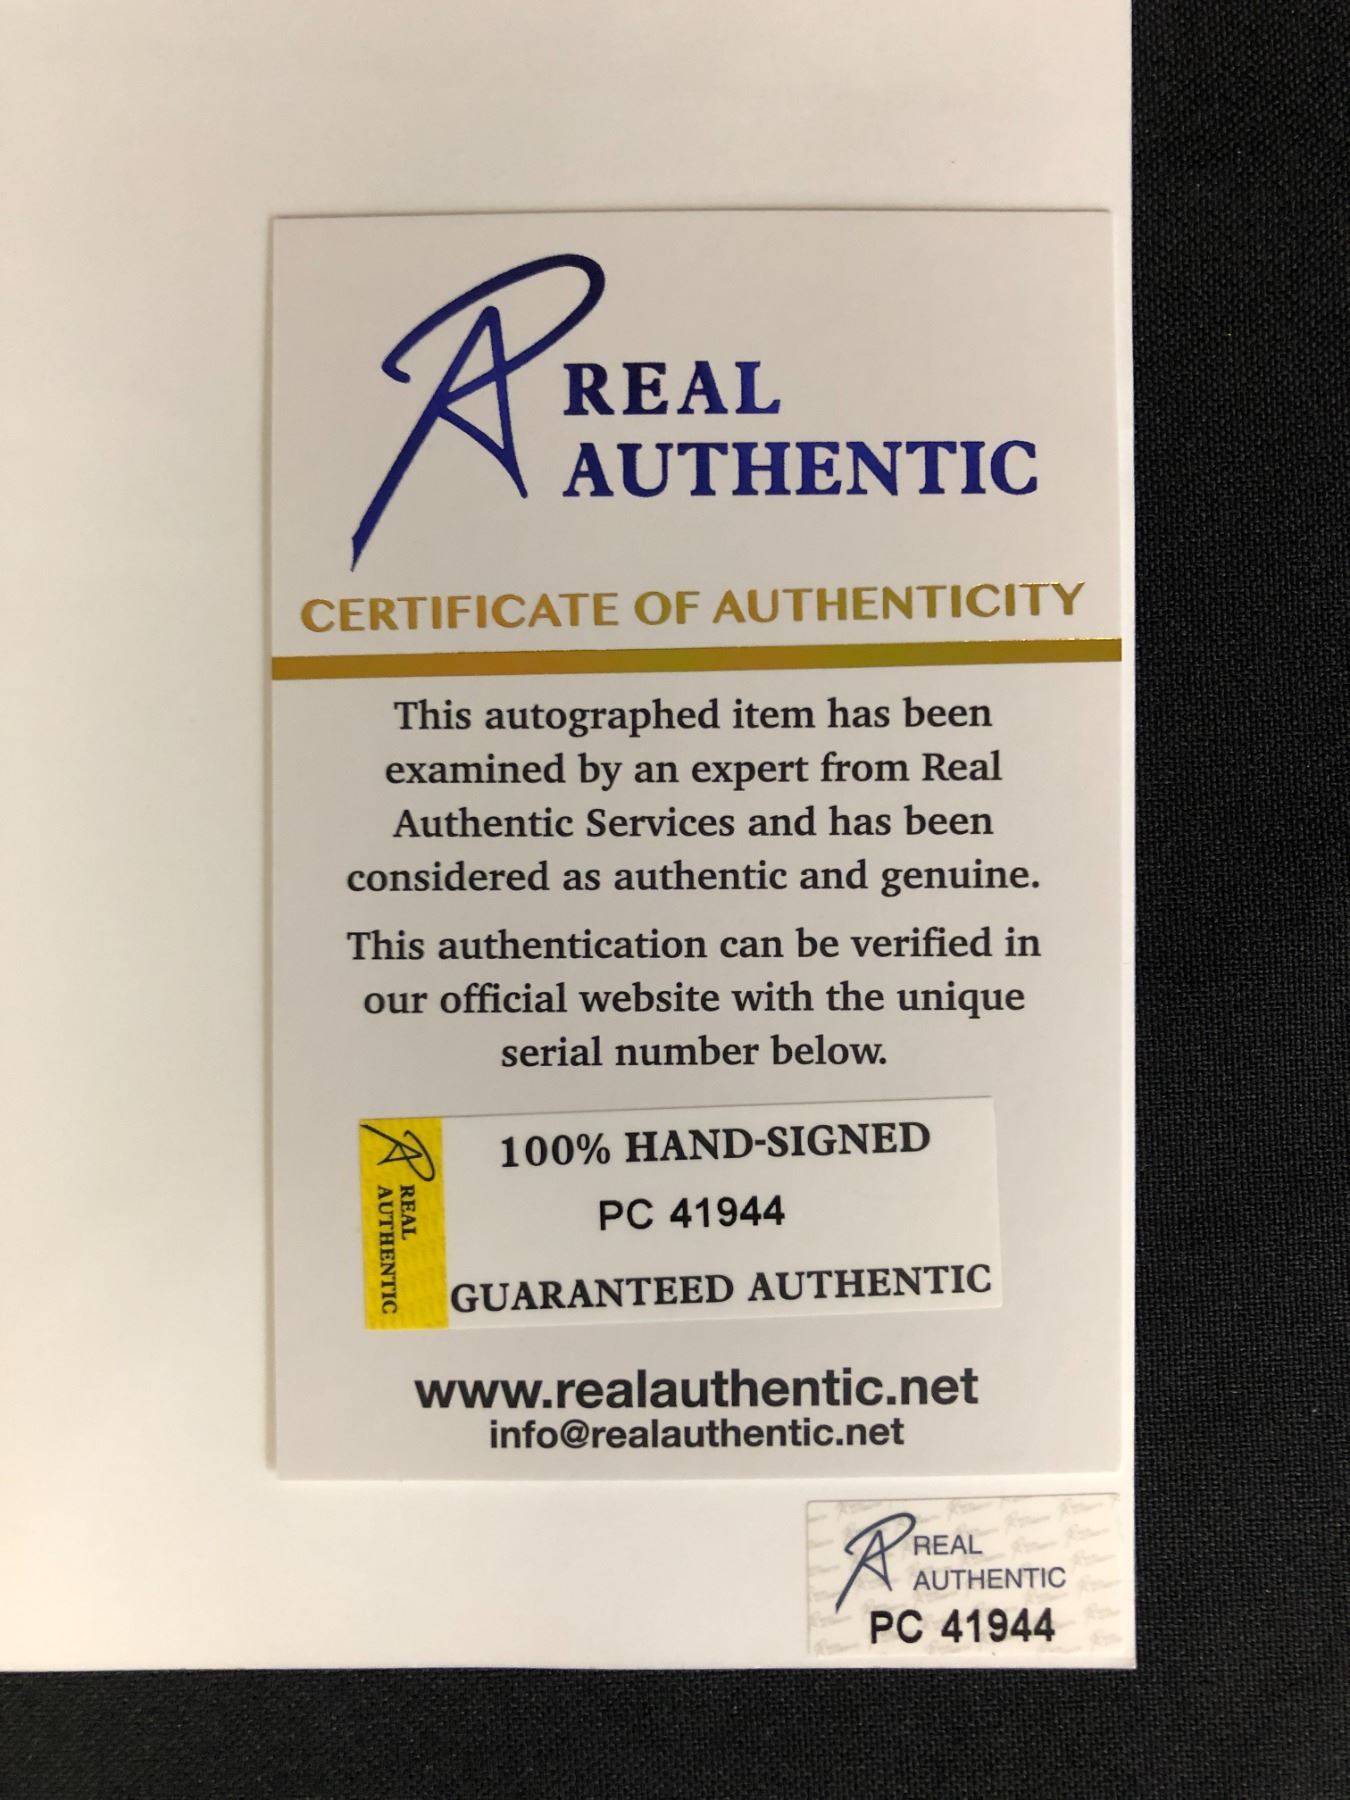 REAL
AUTHENTIC
CERTIFICATE OF AUTHENTICITY
This autographed item has been
examined by an expert from Real
Authentic Services and has been
considered as authentic and genuine.
This authentication can be verified in
our official website with the unique
serial number below.
REAL
AUTHENTIC
100% HAND-SIGNED
PC 41944
GUARANTEED AUTHENTIC
www.realauthentic.net
info@realauthentic.net
REAL
AUTHENTIC
PC 41944